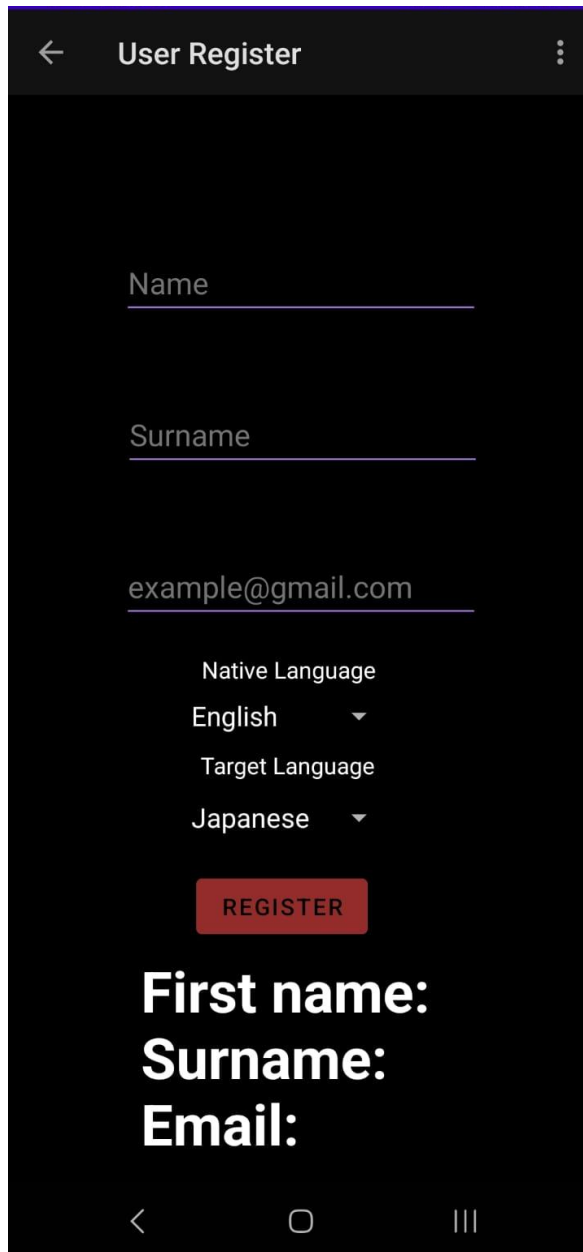 User Register
Name
Surname
example@gmail.com
Native Language
English
Target Language
Japanese
REGISTER
First name:
Surname:
Email: